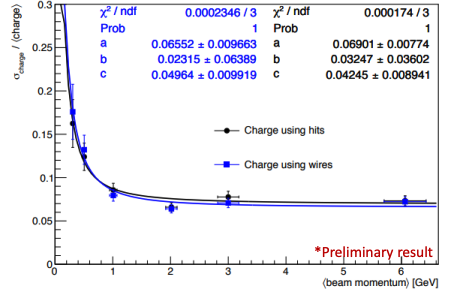 χ² / ndf 0.0002346 / 3
Prob 1
a 0.06552 ± 0.009663
b 0.02315 ± 0.06389
c 0.04964 ± 0.009919
χ² / ndf 0.000174 / 3
Prob 1
a 0.06901 ± 0.00774
b 0.03247 ± 0.03602
c 0.04245 ± 0.008941
σcharge / ⟨charge⟩
0.3
0.25
0.2
0.15
0.1
0.05
0
Charge using hits
Charge using wires
*Preliminary result
0 1 2 3 4 5 6
⟨beam momentum⟩ [GeV]